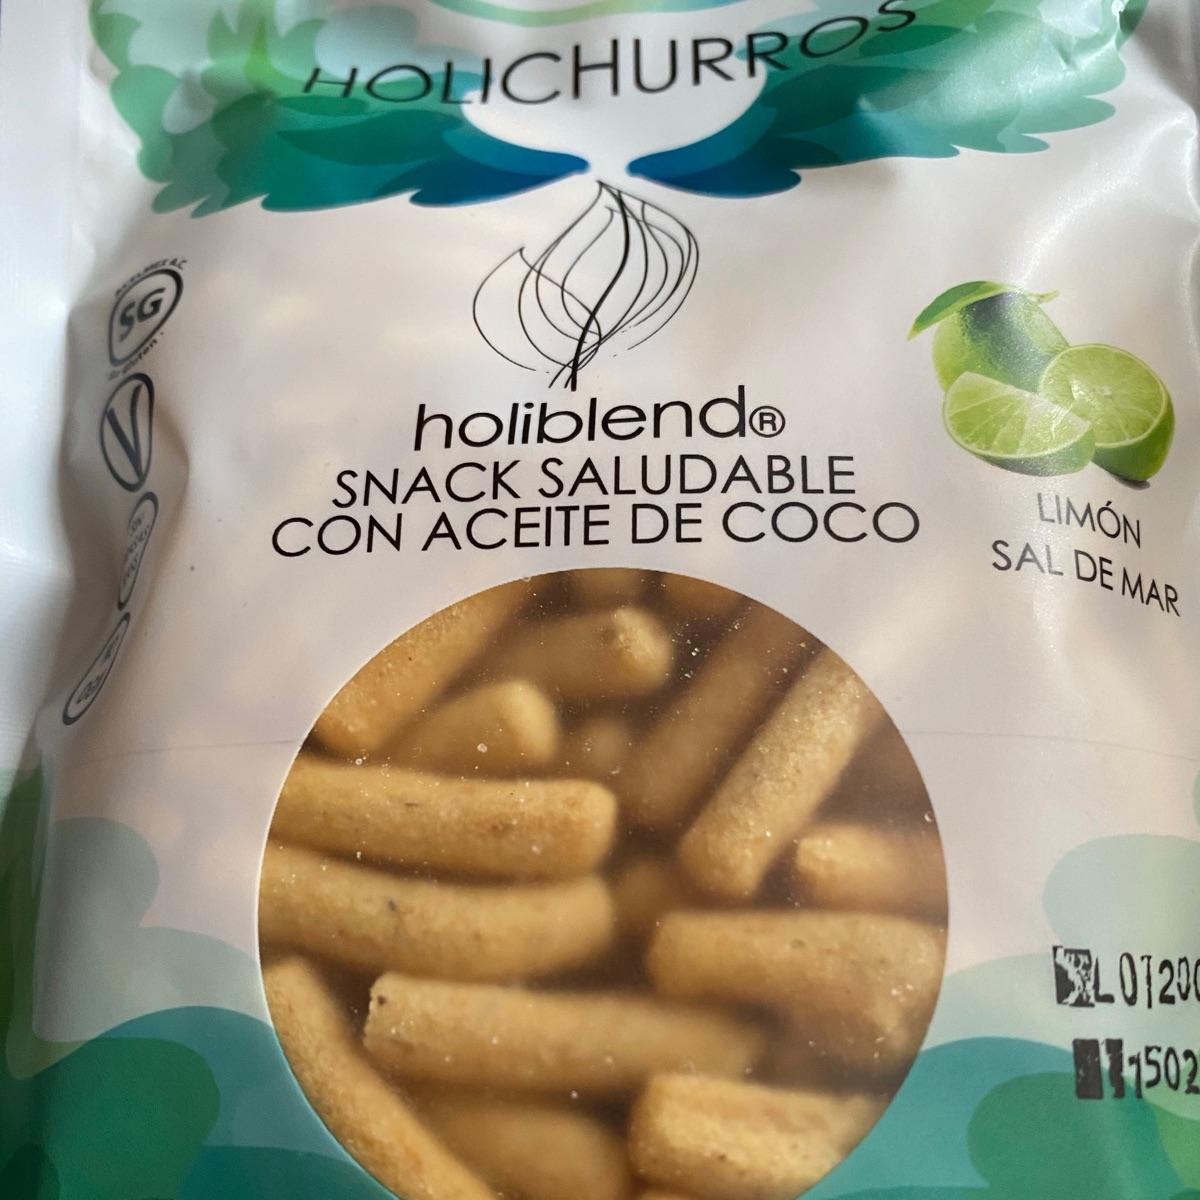 HOLICHURROS
SG
V
holiblend®
SNACK SALUDABLE
CON ACEITE DE COCO
LIMÓN
SAL DE MAR